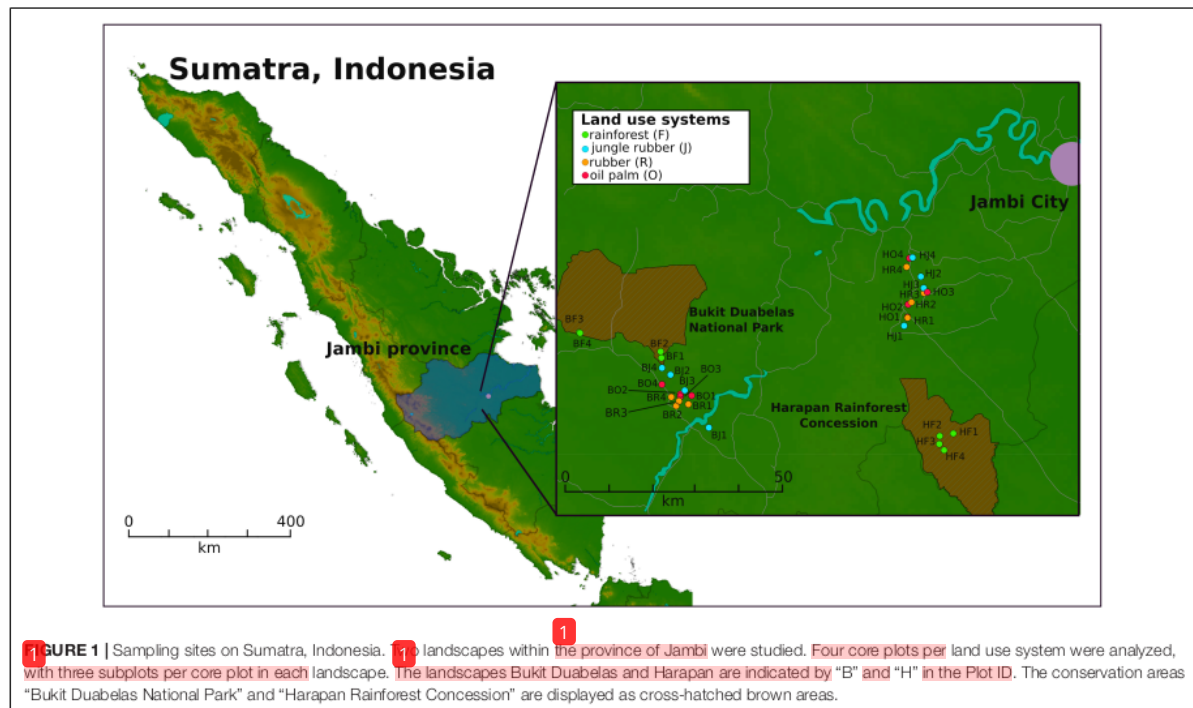 Sumatra, Indonesia
Land use systems
rainforest (F)
jungle rubber (J)
rubber (R)
oil palm (O)
Jambi City
HO4
HJ4
HR4
HJ2
HJ3
HR3
HO3
HO2
HR2
HO1
HR1
HJ1
Bukit Duabelas
National Park
BF3
BF4
BF2
BF1
BJ4
BJ2
BO3
BJ3
BO4
BO2
BR4
BO1
BR3
BR2
BR1
BJ1
Harapan Rainforest
Concession
HF2
HF1
HF3
HF4
0 50
km
Jambi province
0 400
km
1
1 1
FIGURE 1 | Sampling sites on Sumatra, Indonesia. Two landscapes within the province of Jambi were studied. Four core plots per land use system were analyzed,
with three subplots per core plot in each landscape. The landscapes Bukit Duabelas and Harapan are indicated by “B” and “H” in the Plot ID. The conservation areas
“Bukit Duabelas National Park” and “Harapan Rainforest Concession” are displayed as cross-hatched brown areas.